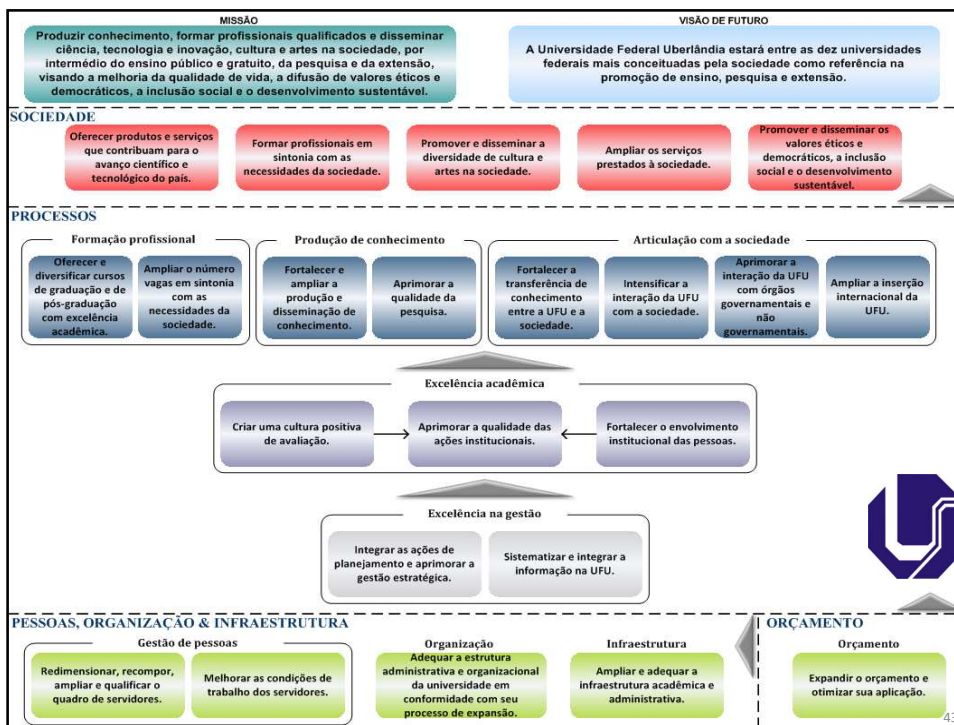 MISSÃO
Produzir conhecimento, formar profissionais qualificados e disseminar
ciência, tecnologia e inovação, cultura e artes na sociedade, por
intermédio do ensino público e gratuito, da pesquisa e da extensão,
visando a melhoria da qualidade de vida, a difusão de valores éticos e
democráticos, a inclusão social e o desenvolvimento sustentável.
VISÃO DE FUTURO
A Universidade Federal Uberlândia estará entre as dez universidades
federais mais conceituadas pela sociedade como referência na
promoção de ensino, pesquisa e extensão.
SOCIEDADE
Oferecer produtos e serviços
que contribuam para o
avanço científico e
tecnológico do país.
Formar profissionais em
sintonia com as
necessidades da sociedade.
Promover e disseminar a
diversidade de cultura e
artes na sociedade.
Ampliar os serviços
prestados à sociedade.
Promover e disseminar os
valores éticos e
democráticos, a inclusão
social e o desenvolvimento
sustentável.
PROCESSOS
Formação profissional
Oferecer e
diversificar cursos
de graduação e de
pós-graduação
com excelência
acadêmica.
Ampliar o número
vagas em sintonia
com as
necessidades da
sociedade.
Produção de conhecimento
Fortalecer e
ampliar a
produção e
disseminação de
conhecimento.
Aprimorar a
qualidade da
pesquisa.
Articulação com a sociedade
Fortalecer a
transferência de
conhecimento
entre a UFU e a
sociedade.
Intensificar a
interação da UFU
com a sociedade.
Aprimorar a
interação da UFU
com órgãos
governamentais e
não
governamentais.
Ampliar a inserção
internacional da
UFU.
Excelência acadêmica
Criar uma cultura positiva
de avaliação.
Aprimorar a qualidade das
ações institucionais.
Fortalecer o envolvimento
institucional das pessoas.
Excelência na gestão
Integrar as ações de
planejamento e aprimorar a
gestão estratégica.
Sistematizar e integrar a
informação na UFU.
PESSOAS, ORGANIZAÇÃO & INFRAESTRUTURA
Gestão de pessoas
Redimensionar, recompor,
ampliar e qualificar o
quadro de servidores.
Melhorar as condições de
trabalho dos servidores.
Organização
Adequar a estrutura
administrativa e organizacional
da universidade em
conformidade com seu
processo de expansão.
Infraestrutura
Ampliar e adequar a
infraestrutura acadêmica e
administrativa.
ORÇAMENTO
Orçamento
Expandir o orçamento e
otimizar sua aplicação.
43